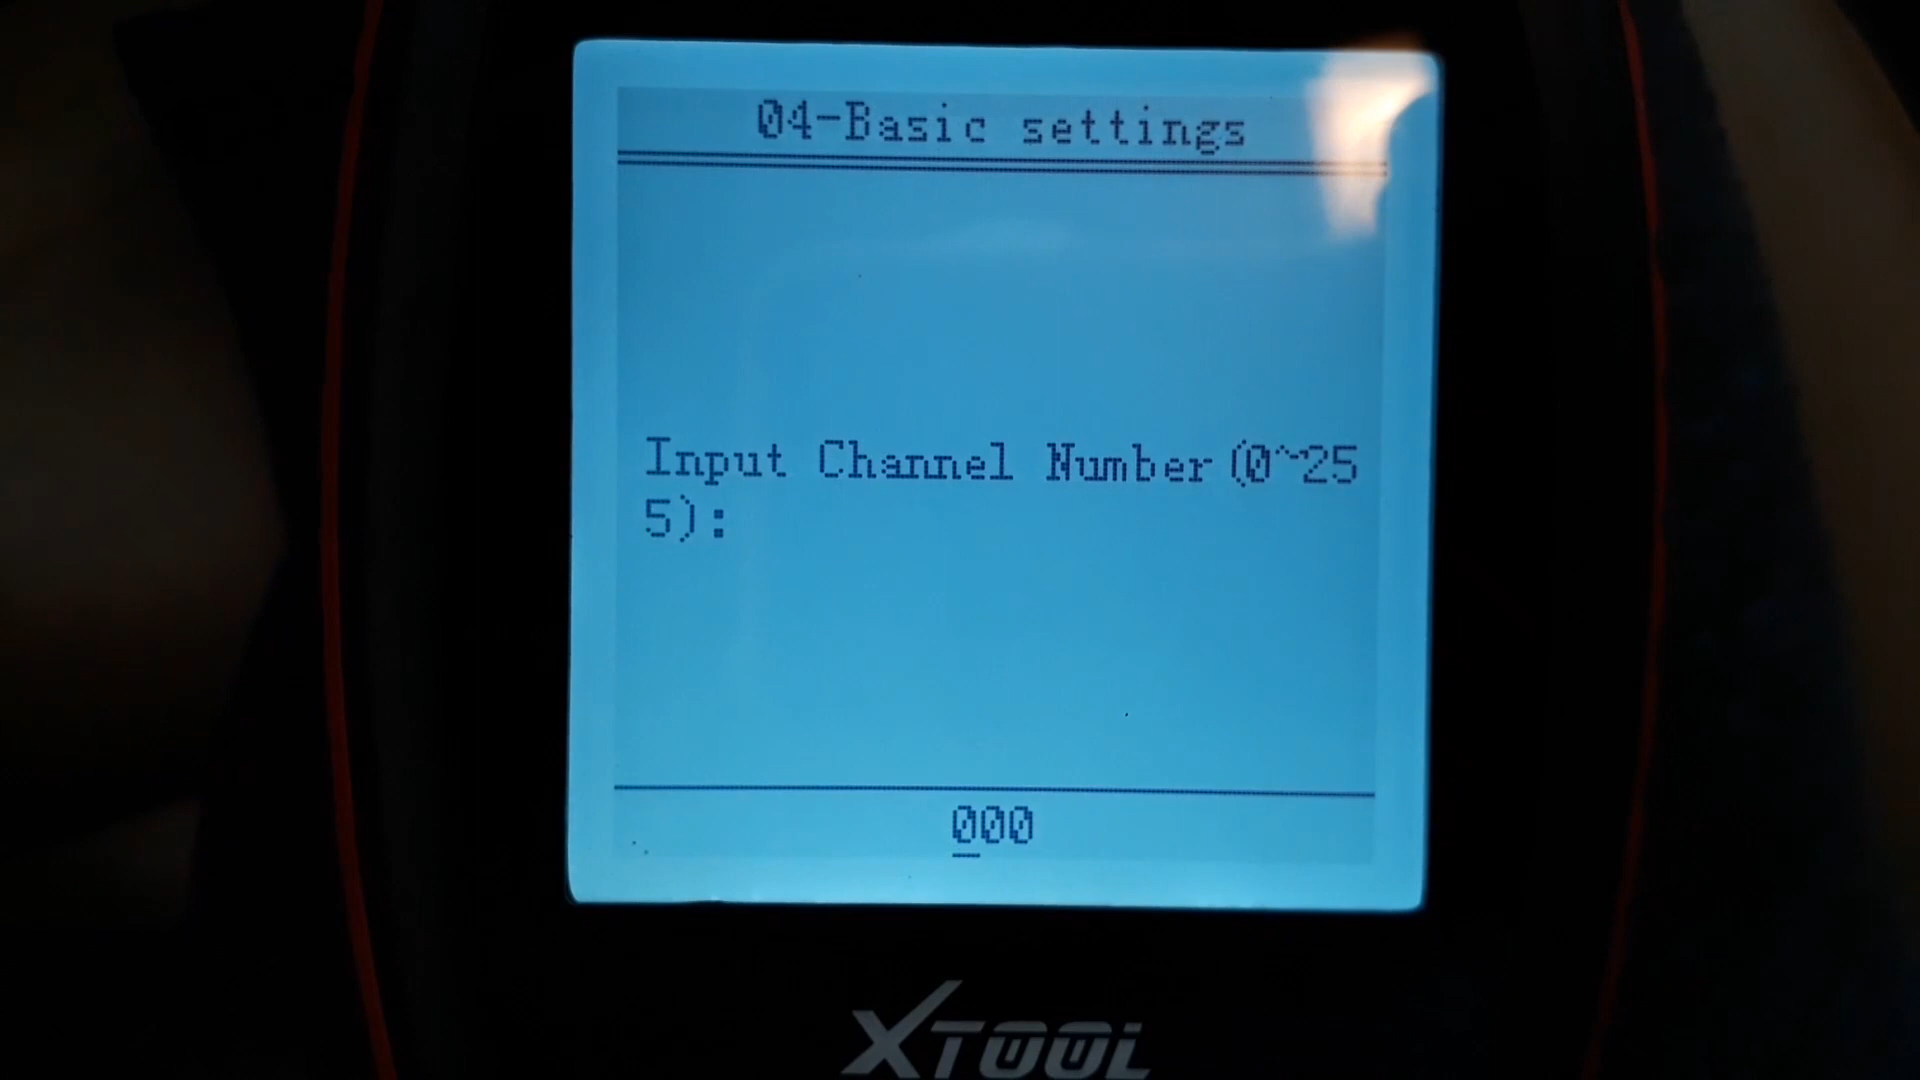 04-Basic settings
Input Channel Number(0~25
5):
000
XTOOL